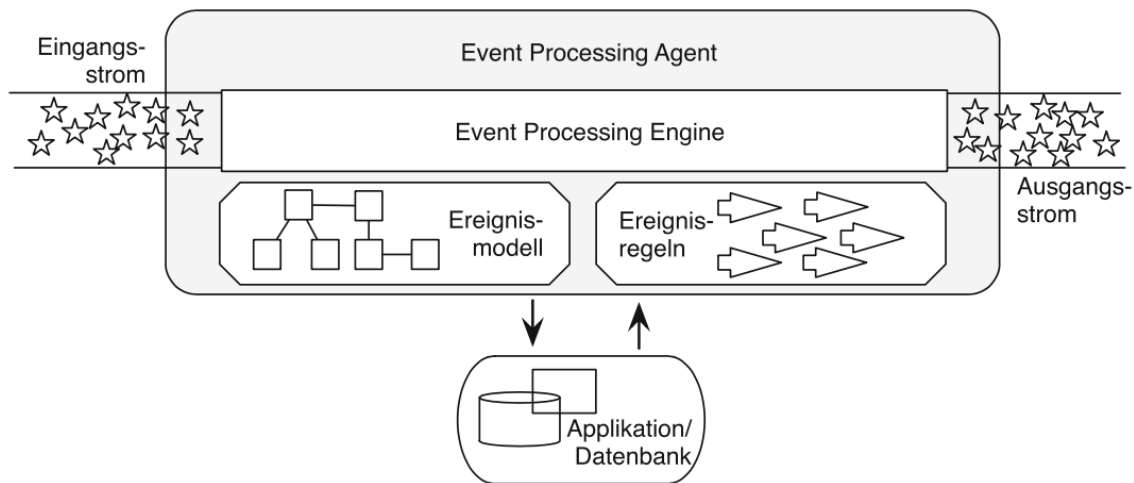 Event Processing Agent
Eingangs-
strom
Event Processing Engine
Ausgangs-
strom
Ereignis-
modell
Ereignis-
regeln
Applikation/
Datenbank